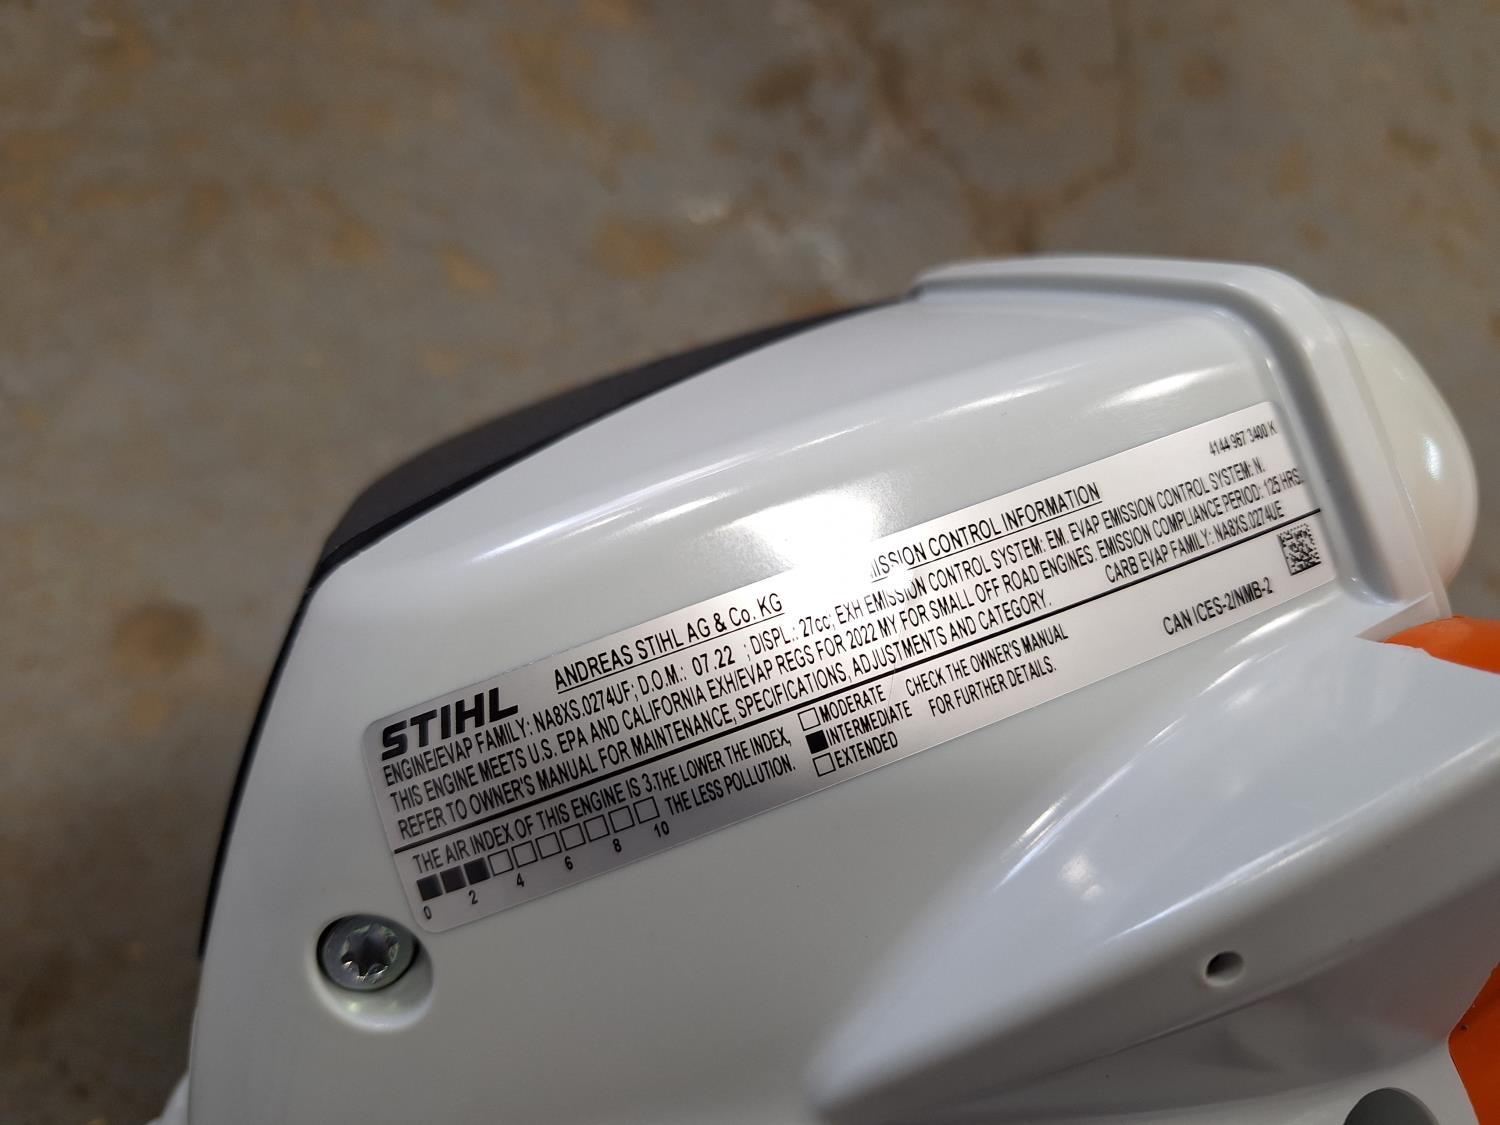 4144 967 3400 K
STIHL
ANDREAS STIHL AG & Co. KG
EMISSION CONTROL INFORMATION
ENGINE/EVAP FAMILY: NA8XS.0274UF; D.O.M.: 07.22 ; DISPL.: 27cc; EXH EMISSION CONTROL SYSTEM: EM. EVAP EMISSION CONTROL SYSTEM: N.
THIS ENGINE MEETS U.S. EPA AND CALIFORNIA EXH/EVAP REGS FOR 2022 MY FOR SMALL OFF ROAD ENGINES. EMISSION COMPLIANCE PERIOD: 125 HRS.
REFER TO OWNER'S MANUAL FOR MAINTENANCE, SPECIFICATIONS, ADJUSTMENTS AND CATEGORY.
CARB EVAP FAMILY: NA8XS.0274UE
THE AIR INDEX OF THIS ENGINE IS 3. THE LOWER THE INDEX,
THE LESS POLLUTION.
0 2 4 6 8 10
MODERATE
INTERMEDIATE
EXTENDED
CHECK THE OWNER'S MANUAL
FOR FURTHER DETAILS.
CAN ICES-2/NMB-2